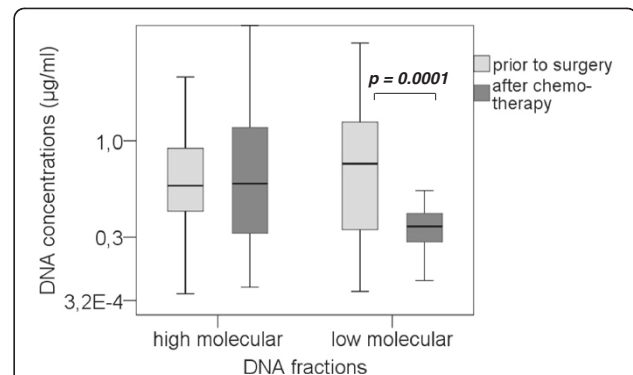 DNA concentrations (µg/ml)
1,0
0,3
3,2E-4
high molecular
low molecular
DNA fractions
p = 0.0001
prior to surgery
after chemo-
therapy